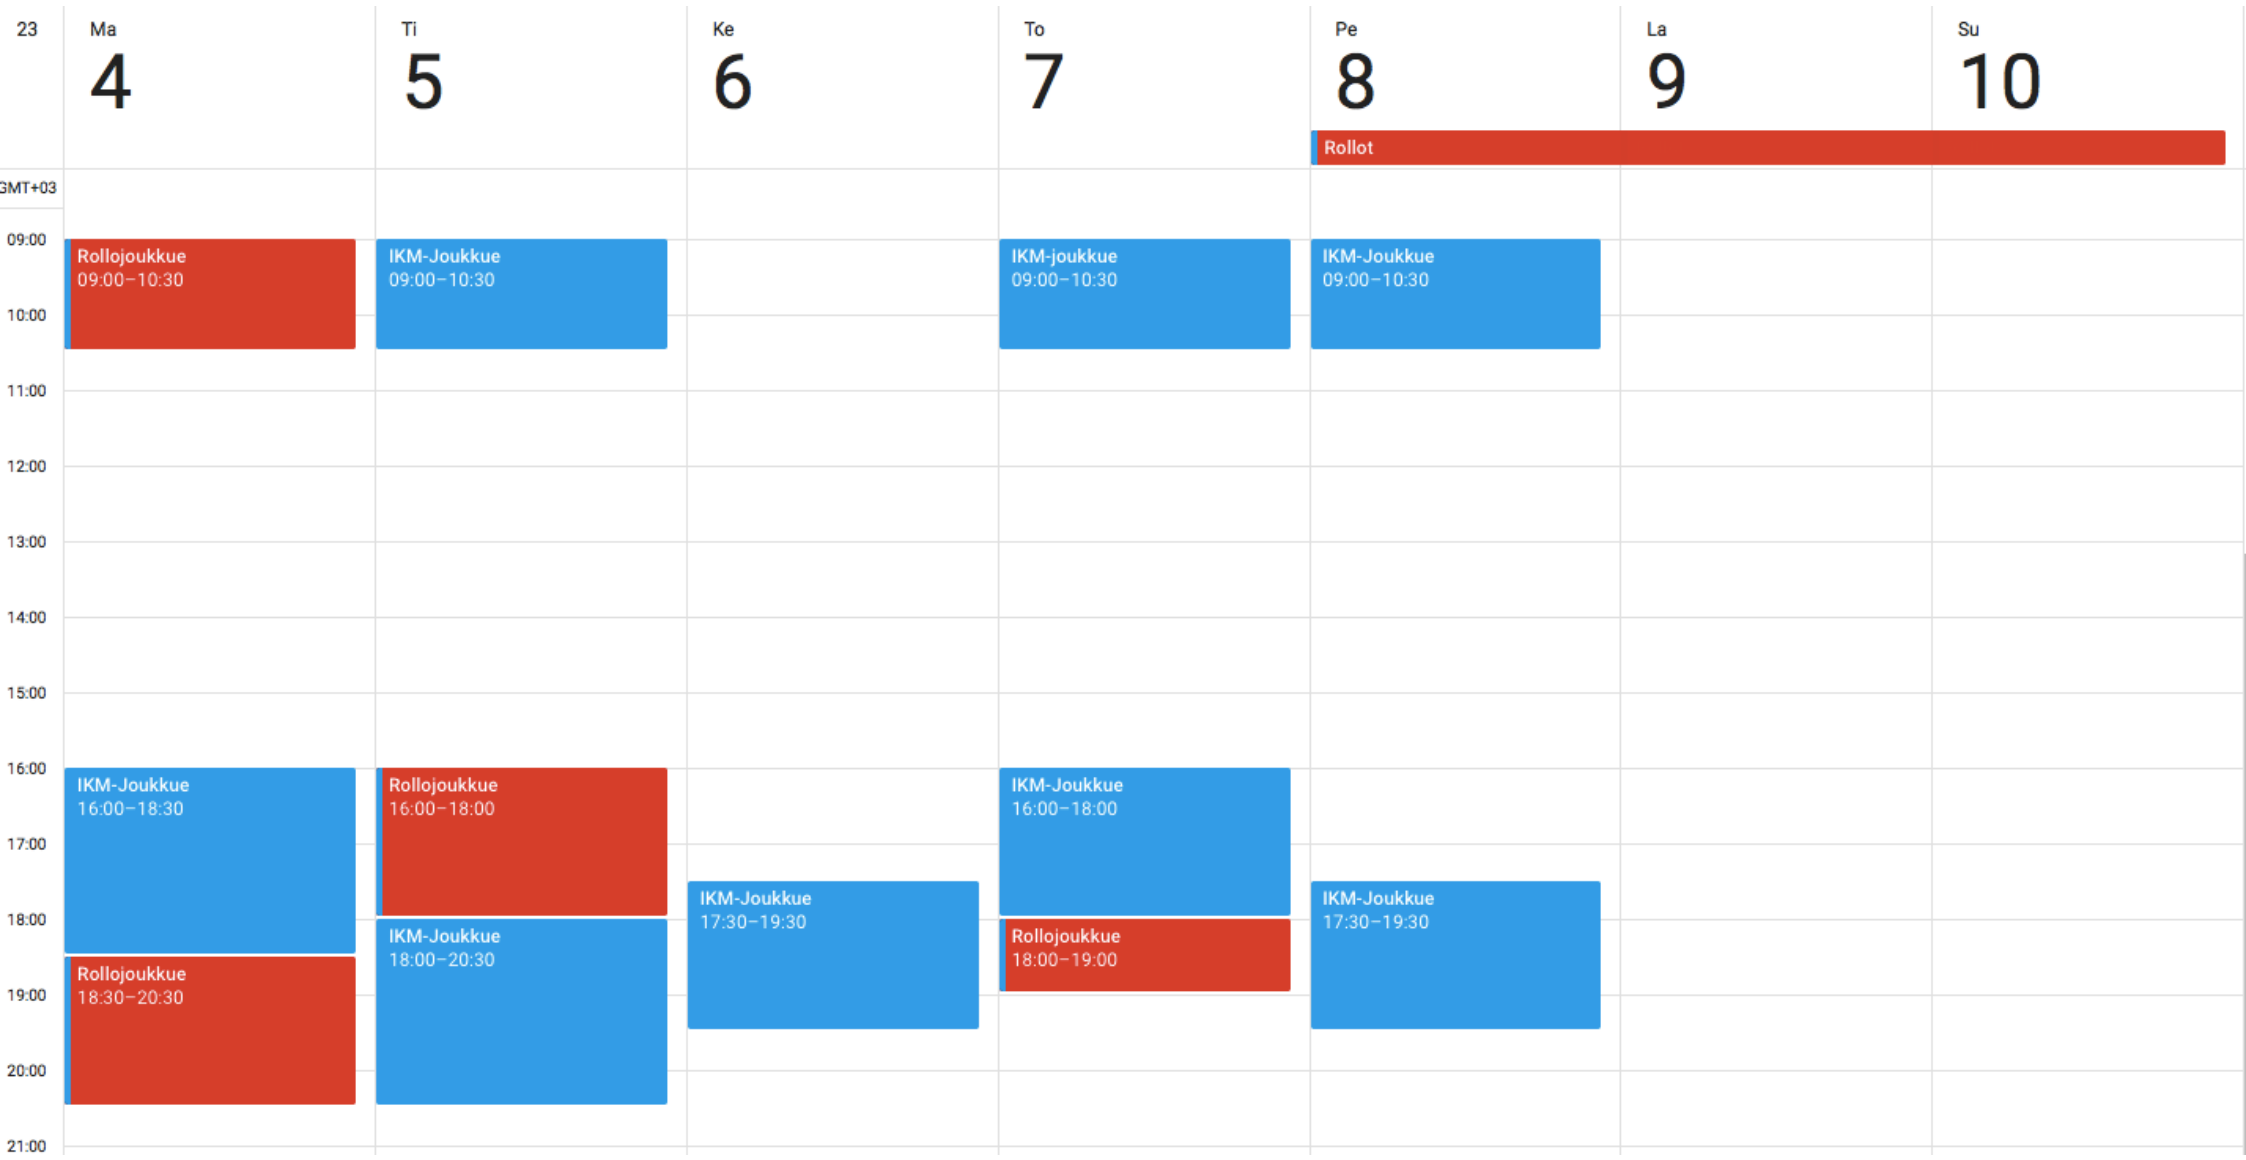 23
Ma
4
Ti
5
Ke
6
To
7
Pe
8
La
9
Su
10
Rollot
GMT+03
09:00
10:00
11:00
12:00
13:00
14:00
15:00
16:00
17:00
18:00
19:00
20:00
21:00
Rollojoukkue
09:00–10:30
IKM-Joukkue
16:00–18:30
Rollojoukkue
18:30–20:30
IKM-Joukkue
09:00–10:30
Rollojoukkue
16:00–18:00
IKM-Joukkue
18:00–20:30
IKM-Joukkue
17:30–19:30
IKM-joukkue
09:00–10:30
IKM-Joukkue
16:00–18:00
Rollojoukkue
18:00–19:00
IKM-Joukkue
09:00–10:30
IKM-Joukkue
17:30–19:30